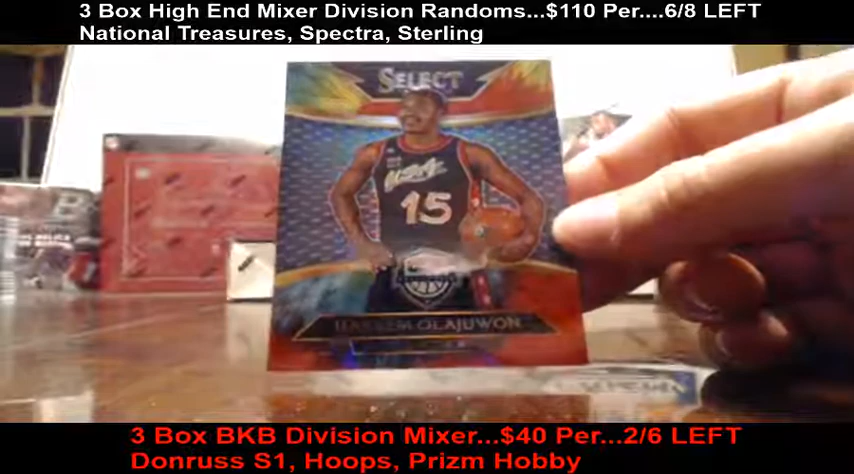 3 Box High End Mixer Division Randoms...$110 Per....6/8 LEFT
National Treasures, Spectra, Sterling
SELECT
15
HAKEEM OLAJUWON
3 Box BKB Division Mixer...$40 Per...2/6 LEFT
Donruss S1, Hoops, Prizm Hobby